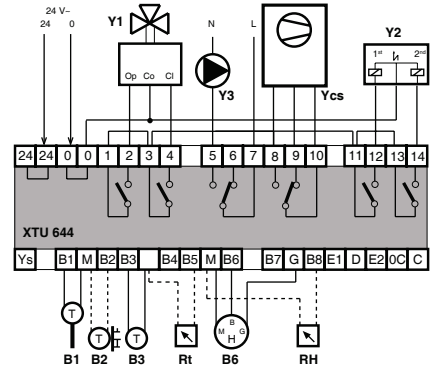 24 V~
24 0
Y1
N L
Y2
1st 2nd
Op Co Cl
Y3
Ycs
24 24 0 0 1 2 3 4 5 6 7 8 9 10 11 12 13 14
XTU 644
Ys B1 M B2 B3 B4 B5 M B6 B7 G B8 E1 D E2 0C C
T T T M B G H
B1 B2 B3 Rt B6 RH